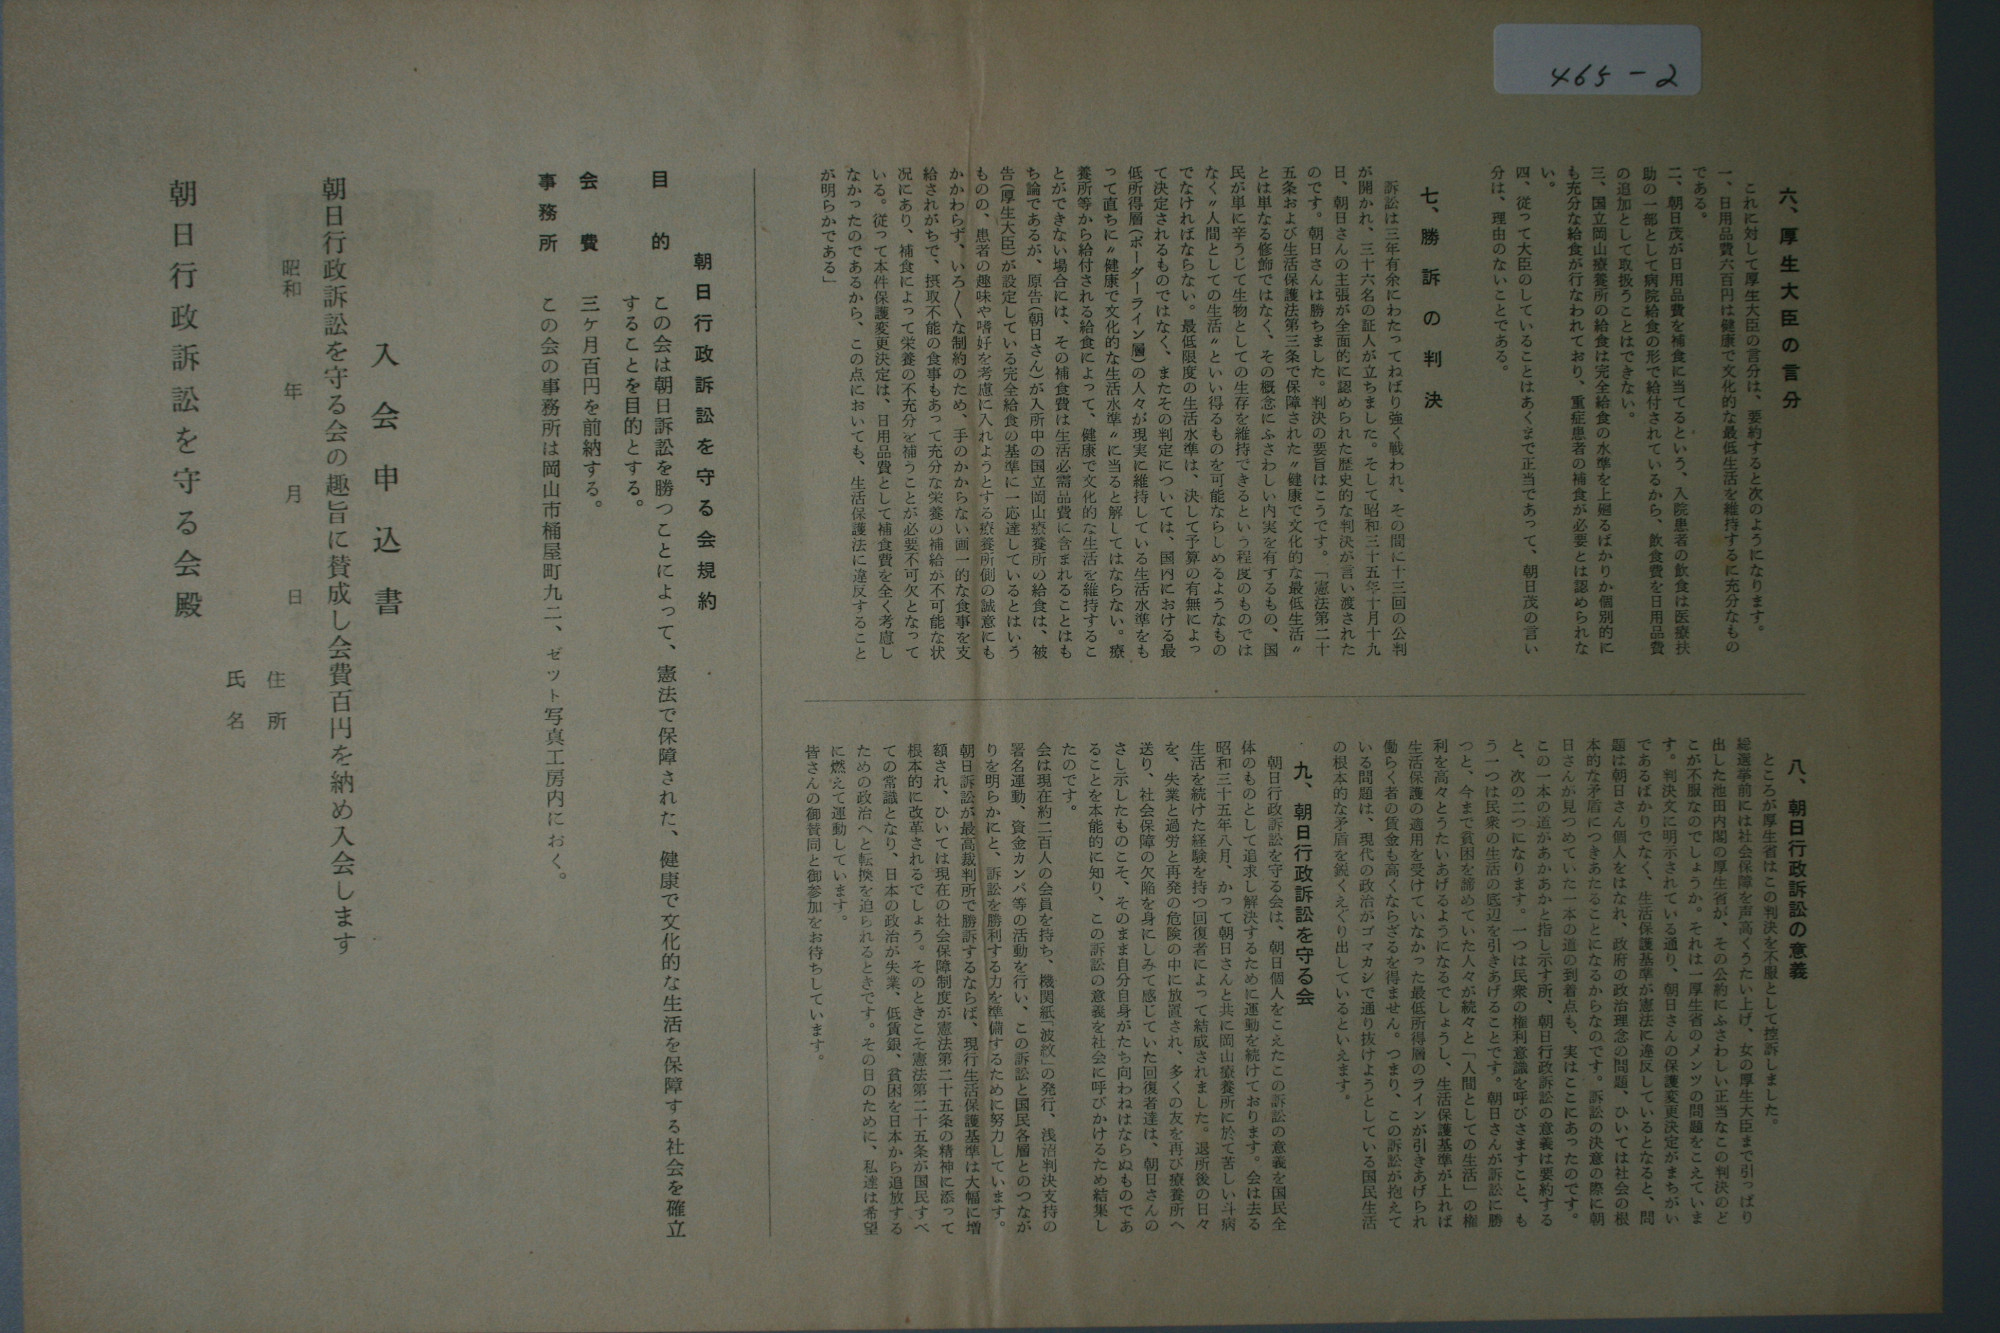 465-2
六、厚生大臣の言分
これに対して厚生大臣の言分は、要約すると次のようになります。
一、日用品費六百円は健康で文化的な最低生活を維持するに充分なもの
である。
二、朝日茂が日用品費を補食に当てるという、入院患者の飲食は医療扶
助の一部として病院給食の形で給付されているから、飲食費を日用品費
の追加として取扱うことはできない。
三、国立岡山療養所の給食は完全給食の水準を上廻るばかりか個別的に
も充分な給食が行なわれており、重症患者の補食が必要とは認められな
い。
四、従って大臣のしていることはあくまで正当であって、朝日茂の言い
分は、理由のないことである。
七、勝訴の判決
訴訟は三年有余にわたってねばり強く戦われ、その間に十三回の公判
が開かれ、三十六名の証人が立ちました。そして昭和三十五年十月十九
日、朝日さんの主張が全面的に認められた歴史的な判決が言い渡された
のです。朝日さんは勝ちました。判決の要旨はこうです。「憲法第二十
五条および生活保護法第三条で保障された〃健康で文化的な最低生活〃
とは単なる修飾ではなく、その概念にふさわしい内実を有するもの、国
民が単に辛うじて生物としての生存を維持できるという程度のものでは
なく〃人間としての生活〃といい得るものを可能ならしめるようなもの
でなければならない。最低限度の生活水準は、決して予算の有無によっ
て決定されるものではなく、またその判定については、国内における最
低所得層(ボーダーライン層)の人々が現実に維持している生活水準をも
って直ちに〃健康で文化的な生活水準〃に当ると解してはならない。療
養所等から給付される給食によって、健康で文化的な生活を維持するこ
とができない場合には、その補食費は生活必需品費に含まれることはも
ち論であるが、原告(朝日さん)が入所中の国立岡山療養所の給食は、被
告(厚生大臣)が設定している完全給食の基準に一応達しているとはいう
ものの、患者の趣味や嗜好を考慮に入れようとする療養所側の誠意にも
かかわらず、いろ〱な制約のため、手のかからない画一的な食事を支
給されがちで、摂取不能の食事もあって充分な栄養の補給が不可能な状
況にあり、補食によって栄養の不充分を補うことが必要不可欠となって
いる。従って本件保護変更決定は、日用品費として補食費を全く考慮し
なかったのであるから、この点においても、生活保護法に違反すること
が明らかである」
八、朝日行政訴訟の意義
ところが厚生省はこの判決を不服として控訴しました。
総選挙前には社会保障を声高くうたい上げ、女の厚生大臣まで引っぱり
出した池田内閣の厚生省が、その公約にふさわしい正当なこの判決のど
こが不服なのでしょうか。それは一厚生省のメンツの問題をこえていま
す。判決文に明示されている通り、朝日さんの保護変更決定がまちがい
であるばかりでなく、生活保護基準が憲法に違反しているとなると、問
題は朝日さん個人をはなれ、政府の政治理念の問題、ひいては社会の根
本的な矛盾につきあたることになるからなのです。訴訟の決意の際に朝
日さんが見つめていた一本の道の到着点も、実はここにあったのです。
この一本の道があかあかと指し示す所、朝日行政訴訟の意義は要約する
と、次の二つになります。一つは民衆の権利意識を呼びさますこと、も
う一つは民衆の生活の底辺を引きあげることです。朝日さんが訴訟に勝
つと、今まで貧困を諦めていた人々が続々と「人間としての生活」の権
利を高々とうたいあげるようになるでしょうし、生活保護基準が上れば
生活保護の適用を受けていなかった最低所得層のラインが引きあげられ
働らく者の賃金も高くならざるを得ません。つまり、この訴訟が抱えて
いる問題は、現代の政治がゴマカシで通り抜けようとしている国民生活
の根本的な矛盾を鋭くえぐり出しているといえます。
九、朝日行政訴訟を守る会
朝日行政訴訟を守る会は、朝日個人をこえたこの訴訟の意義を国民全
体のものとして追求し解決するために運動を続けております。会は去る
昭和三十五年八月、かって朝日さんと共に岡山療養所に於て苦しい斗病
生活を続けた経験を持つ回復者によって結成されました。退所後の日々
を、失業と過労と再発の危険の中に放置され、多くの友を再び療養所へ
送り、社会保障の欠陥を身にしみて感じていた回復者達は、朝日さんの
さし示したものこそ、そのまま自分自身がたち向わねはならぬものであ
ることを本能的に知り、この訴訟の意義を社会に呼びかけるため結集し
たのです。
会は現在約二百人の会員を持ち、機関紙「波紋」の発行、浅沼判決支持の
署名運動、資金カンパ等の活動を行い、この訴訟と国民各層とのつなが
りを明らかにと、訴訟を勝利する力を準備するために努力しています。
朝日訴訟が最高裁判所で勝訴するならば、現行生活保護基準は大幅に増
額され、ひいては現在の社会保障制度が憲法第二十五条の精神に添って
根本的に改革されるでしょう。そのときこそ憲法第二十五条が国民すべ
ての常識となり、日本の政治が失業、低賃銀、貧困を日本から追放する
ための政治へと転換を迫られるときです。その日のために、私達は希望
に燃えて運動しています。
皆さんの御賛同と御参加をお待ちしています。
朝日行政訴訟を守る会規約
目的 この会は朝日訴訟を勝つことによって、憲法で保障された、健康で文化的な生活を保障する社会を確立
することを目的とする。
会費 三ヶ月百円を前納する。
事務所 この会の事務所は岡山市桶屋町九二、ゼット写真工房内におく。
入会申込書
朝日行政訴訟を守る会の趣旨に賛成し会費百円を納め入会します
昭和 年 月 日
住所
氏名
朝日行政訴訟を守る会殿